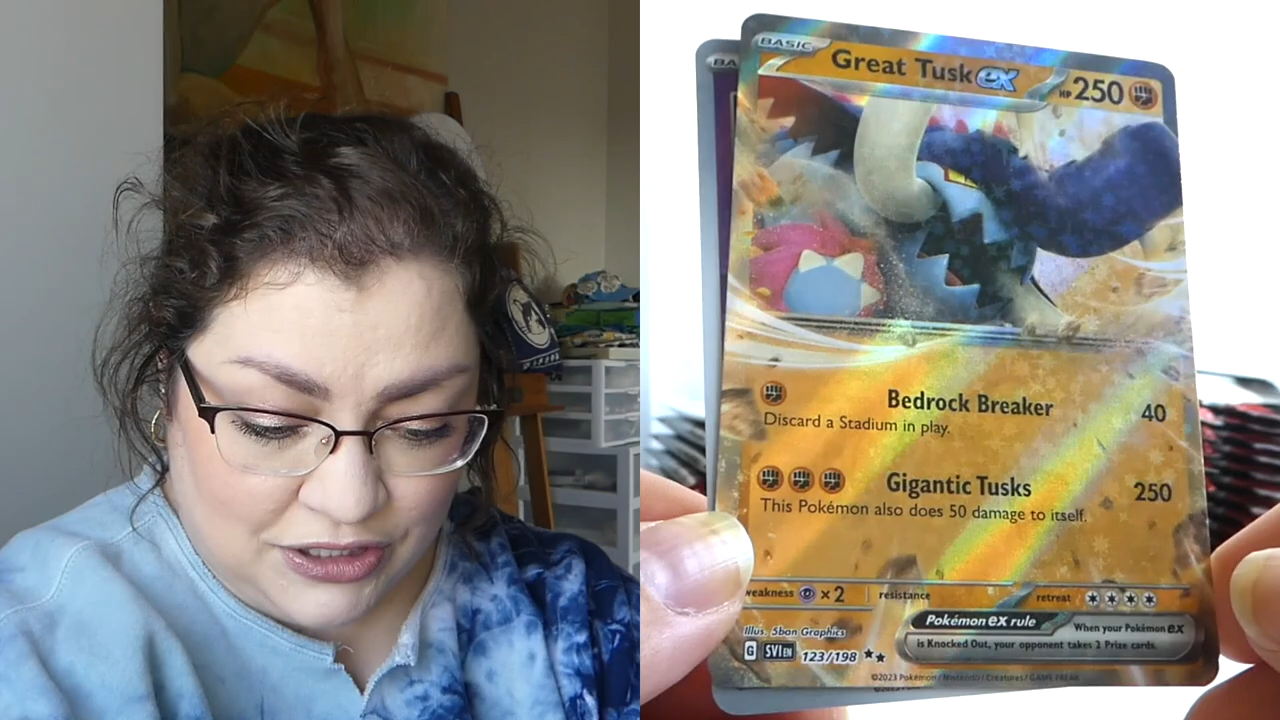 BASIC
Great Tusk ex HP 250
BA
Bedrock Breaker 40
Discard a Stadium in play.
Gigantic Tusks 250
This Pokémon also does 50 damage to itself.
weakness ×2 resistance retreat
Illus. 5ban Graphics
Pokémon ex rule When your Pokémon ex
is Knocked Out, your opponent takes 2 Prize cards.
G SVI EN 123/198
©2023 Pokémon / Nintendo / Creatures / GAME FREAK
©2023